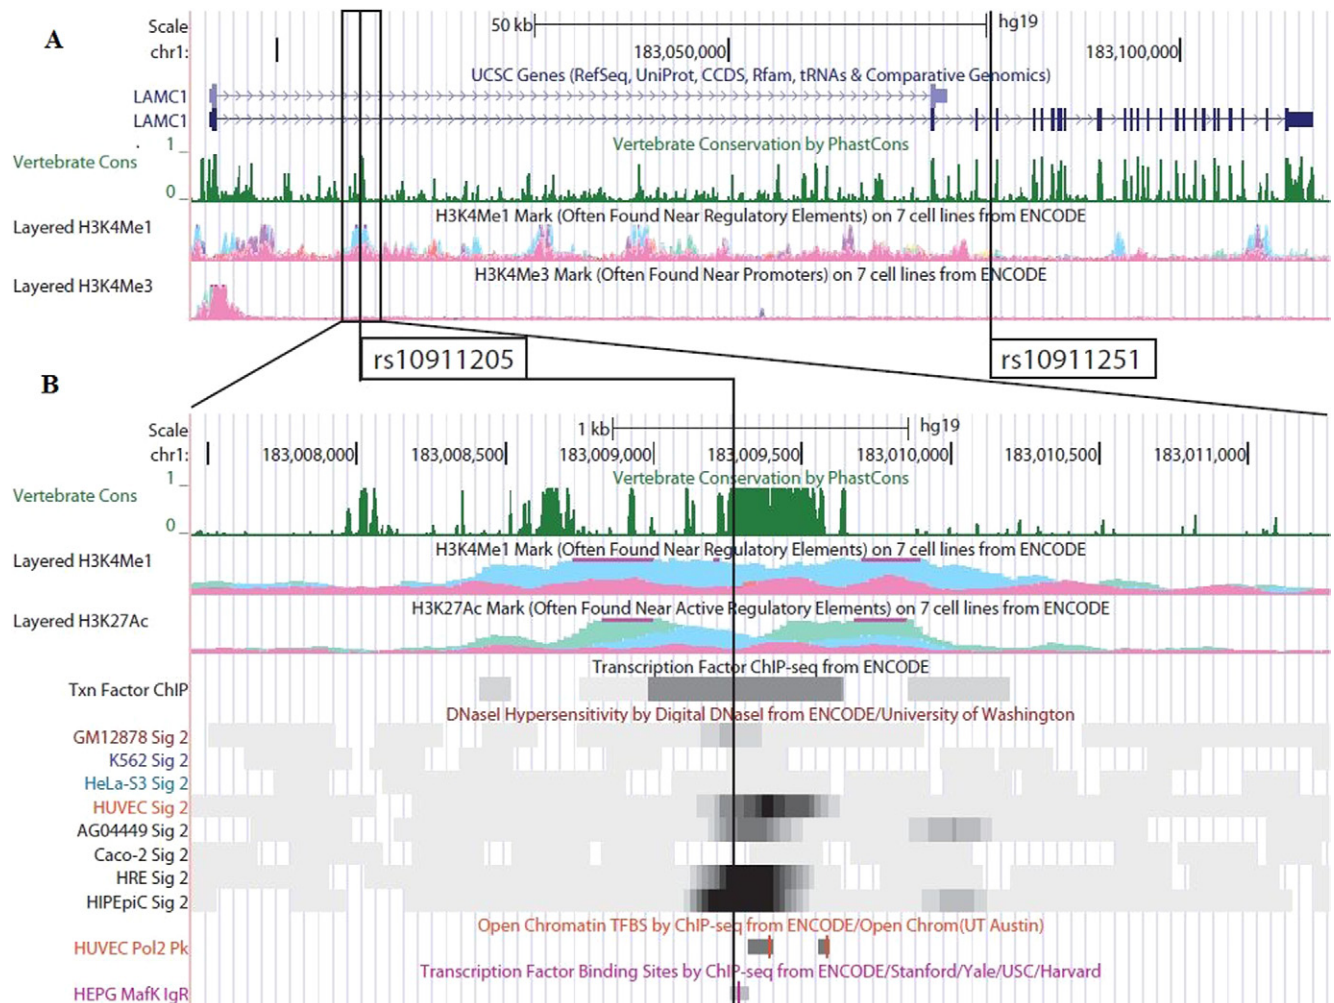 A
Scale 50 kb hg19
chr1: 183,050,000 183,100,000
UCSC Genes (RefSeq, UniProt, CCDS, Rfam, tRNAs & Comparative Genomics)
LAMC1
LAMC1
Vertebrate Conservation by PhastCons
1
Vertebrate Cons
0
H3K4Me1 Mark (Often Found Near Regulatory Elements) on 7 cell lines from ENCODE
Layered H3K4Me1
H3K4Me3 Mark (Often Found Near Promoters) on 7 cell lines from ENCODE
Layered H3K4Me3
rs10911205 rs10911251
B
Scale 1 kb hg19
chr1: 183,008,000 183,008,500 183,009,000 183,009,500 183,010,000 183,010,500 183,011,000
Vertebrate Conservation by PhastCons
1
Vertebrate Cons
0
H3K4Me1 Mark (Often Found Near Regulatory Elements) on 7 cell lines from ENCODE
Layered H3K4Me1
H3K27Ac Mark (Often Found Near Active Regulatory Elements) on 7 cell lines from ENCODE
Layered H3K27Ac
Transcription Factor ChIP-seq from ENCODE
Txn Factor ChIP
DNaseI Hypersensitivity by Digital DNaseI from ENCODE/University of Washington
GM12878 Sig 2
K562 Sig 2
HeLa-S3 Sig 2
HUVEC Sig 2
AG04449 Sig 2
Caco-2 Sig 2
HRE Sig 2
HIPEpiC Sig 2
Open Chromatin TFBS by ChIP-seq from ENCODE/Open Chrom(UT Austin)
HUVEC Pol2 Pk
Transcription Factor Binding Sites by ChIP-seq from ENCODE/Stanford/Yale/USC/Harvard
HEPG MafK IgR